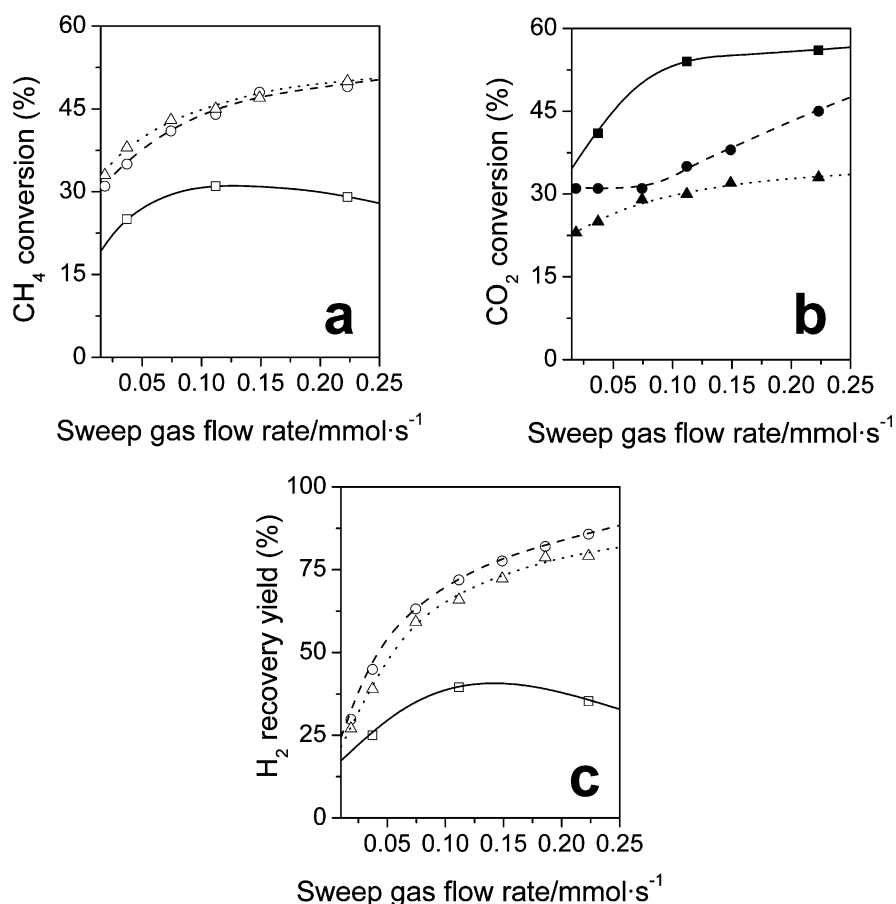 60
45
30
15
0
CH₄ conversion (%)
a
0.05 0.10 0.15 0.20 0.25
Sweep gas flow rate/mmol·s⁻¹
60
45
30
15
0
CO₂ conversion (%)
b
0.05 0.10 0.15 0.20 0.25
Sweep gas flow rate/mmol·s⁻¹
100
75
50
25
0
H₂ recovery yield (%)
c
0.05 0.10 0.15 0.20 0.25
Sweep gas flow rate/mmol·s⁻¹